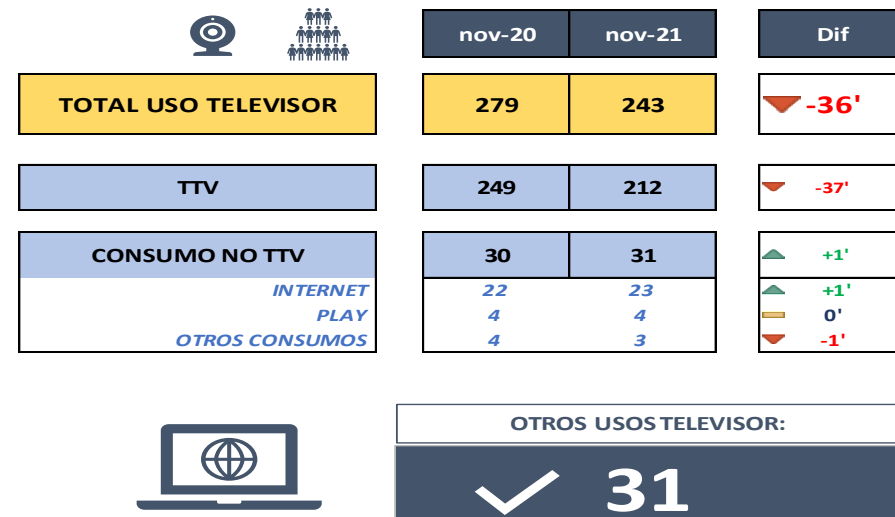 nov-20 nov-21 Dif
TOTAL USO TELEVISOR 279 243 -36'
TTV 249 212 -37'
CONSUMO NO TTV 30 31 +1'
INTERNET 22 23 +1'
PLAY 4 4 0'
OTROS CONSUMOS 4 3 -1'
OTROS USOS TELEVISOR:
31